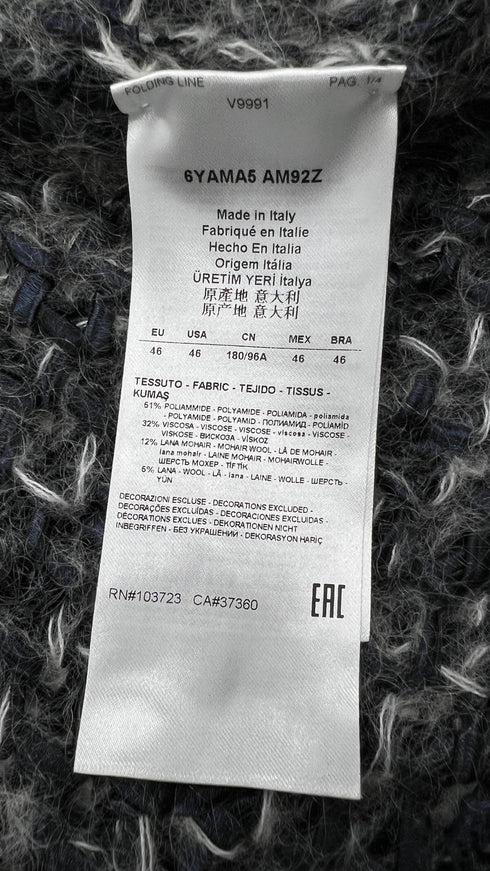 FOLDING LINE PAG. 1/4
V9991
6YAMA5 AM92Z
Made in Italy
Fabriqué en Italie
Hecho En Italia
Origem Itália
ÜRETİM YERİ İtalya
原產地 意大利
原产地 意大利
EU USA CN MEX BRA
46 46 180/96A 46 46
TESSUTO - FABRIC - TEJIDO - TISSUS -
KUMAŞ
51% POLIAMMIDE - POLYAMIDE - POLIAMIDA - poliamida
- POLYAMIDE - POLYAMID - ПОЛИАМИД - POLİAMİD
32% VISCOSA - VISCOSE - VISCOSE - viscosa - VISCOSE -
VISKOSE - ВИСКОЗА - VİSKOZ
12% LANA MOHAIR - MOHAIR WOOL - LÃ DE MOHAIR -
lana mohair - LAINE MOHAIR - MOHAIRWOLLE -
ШЕРСТЬ МОХЕР - TİFTİK
5% LANA - WOOL - LÃ - lana - LAINE - WOLLE - ШЕРСТЬ -
YÜN
DECORAZIONI ESCLUSE - DECORATIONS EXCLUDED -
DECORAÇÕES EXCLUÍDAS - DECORACIONES EXCLUIDAS -
DÉCORATIONS EXCLUES - DEKORATIONEN NICHT
INBEGRIFFEN - БЕЗ УКРАШЕНИЙ - DEKORASYON HARİÇ
RN#103723 CA#37360 EAC